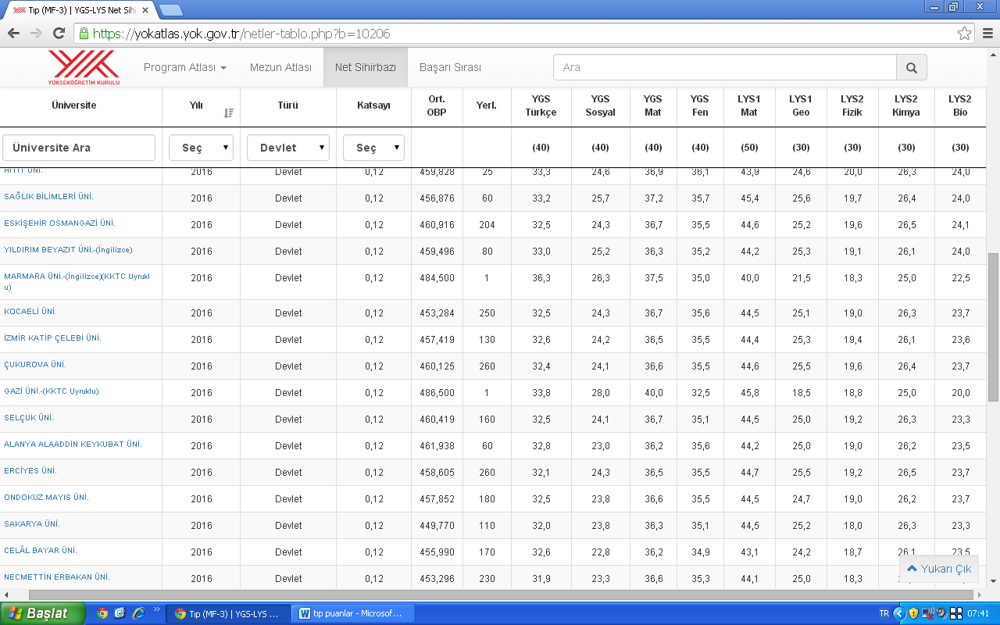 Tıp (MF-3) | YGS-LYS Net Sihi
https://yokatlas.yok.gov.tr/netler-tablo.php?b=10206
YÜKSEKÖĞRETİM KURULU
Program Atlası Mezun Atlası Net Sihirbazı Başarı Sırası Ara
Üniversite Yılı Türü Katsayı Ort. OBP Yerl. YGS Türkçe YGS Sosyal YGS Mat YGS Fen LYS1 Mat LYS1 Geo LYS2 Fizik LYS2 Kimya LYS2 Bio
Üniversite Ara Seç Devlet Seç (40) (40) (40) (40) (50) (30) (30) (30) (30)
HİTİT ÜNİ. 2016 Devlet 0,12 459,828 25 33,3 24,6 36,9 36,1 43,9 24,6 20,0 26,3 24,0
SAĞLIK BİLİMLERİ ÜNİ. 2016 Devlet 0,12 456,876 60 33,2 25,7 37,2 35,7 45,4 25,6 19,7 26,4 24,0
ESKİŞEHİR OSMANGAZİ ÜNİ. 2016 Devlet 0,12 460,916 204 32,5 24,3 36,7 35,5 44,6 25,2 19,6 26,5 24,1
YILDIRIM BEYAZIT ÜNİ.-(İngilizce) 2016 Devlet 0,12 459,496 80 33,0 25,2 36,3 35,2 44,2 25,3 19,1 26,1 24,0
MARMARA ÜNİ.-(İngilizce)(KKTC Uyruklu) 2016 Devlet 0,12 484,500 1 36,3 26,3 37,5 35,0 40,0 21,5 18,3 25,0 22,5
KOCAELİ ÜNİ. 2016 Devlet 0,12 453,284 250 32,5 24,3 36,7 35,6 44,5 25,1 19,0 26,3 23,7
İZMİR KATİP ÇELEBİ ÜNİ. 2016 Devlet 0,12 457,419 130 32,6 24,2 36,5 35,5 44,4 25,3 19,4 26,1 23,6
ÇUKUROVA ÜNİ. 2016 Devlet 0,12 460,125 260 32,4 24,1 36,6 35,5 44,6 25,5 19,6 26,4 23,7
GAZİ ÜNİ.-(KKTC Uyruklu) 2016 Devlet 0,12 486,500 1 33,8 28,0 40,0 32,5 45,8 18,5 18,8 25,0 20,0
SELÇUK ÜNİ. 2016 Devlet 0,12 460,419 160 32,5 24,1 36,7 35,1 44,5 25,0 19,2 26,3 23,3
ALANYA ALAADDİN KEYKUBAT ÜNİ. 2016 Devlet 0,12 461,938 60 32,8 23,0 36,2 35,6 44,2 25,0 19,0 26,2 23,5
ERCİYES ÜNİ. 2016 Devlet 0,12 458,605 260 32,1 24,3 36,5 35,5 44,7 25,5 19,2 26,5 23,7
ONDOKUZ MAYIS ÜNİ. 2016 Devlet 0,12 457,852 180 32,5 23,8 36,6 35,5 44,5 24,7 19,0 26,2 23,7
SAKARYA ÜNİ. 2016 Devlet 0,12 449,770 110 32,0 23,8 36,3 35,1 44,5 25,2 18,0 26,3 23,3
CELÂL BAYAR ÜNİ. 2016 Devlet 0,12 455,990 170 32,6 22,8 36,2 34,9 43,1 24,2 18,7 26,1 23,5
NECMETTİN ERBAKAN ÜNİ. 2016 Devlet 0,12 453,296 230 31,9 23,3 36,6 35,3 44,1 25,0 18,3
Yukarı Çık
Başlat Tıp (MF-3) | YGS-LYS ... tıp puanlar - Microsof... TR 07:41